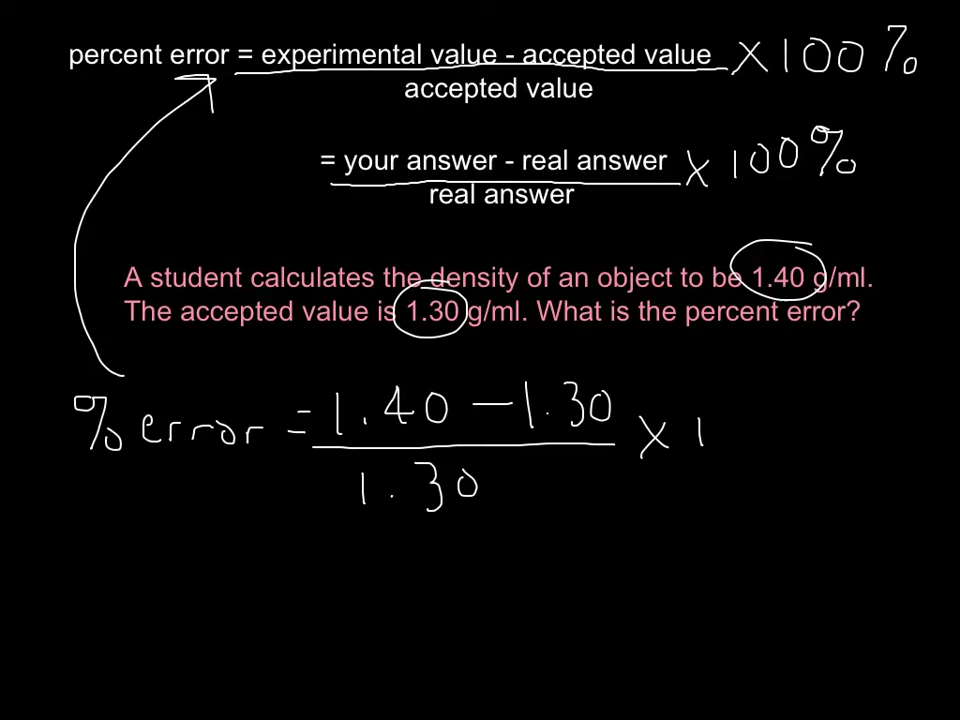 percent error = experimental value - accepted value X 100%
accepted value
= your answer - real answer X 100%
real answer
A student calculates the density of an object to be 1.40 g/ml.
The accepted value is 1.30 g/ml. What is the percent error?
% error = 1.40 - 1.30 X 1
1.30